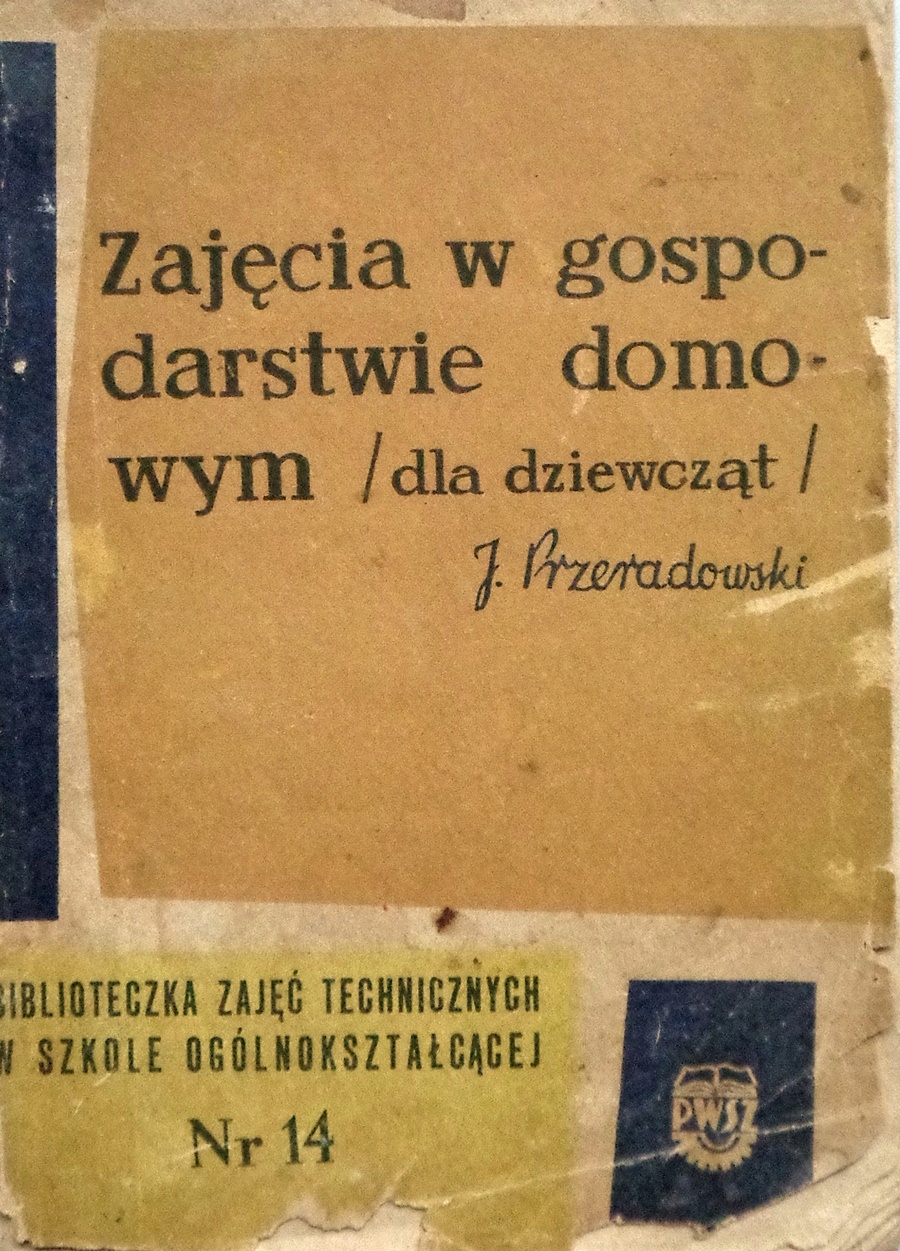 Zajęcia w gospo-
darstwie domo-
wym /dla dziewcząt/
J. Przeradowski
BIBLIOTECZKA ZAJĘĆ TECHNICZNYCH
W SZKOLE OGÓLNOKSZTAŁCĄCEJ
Nr 14
PWSZ